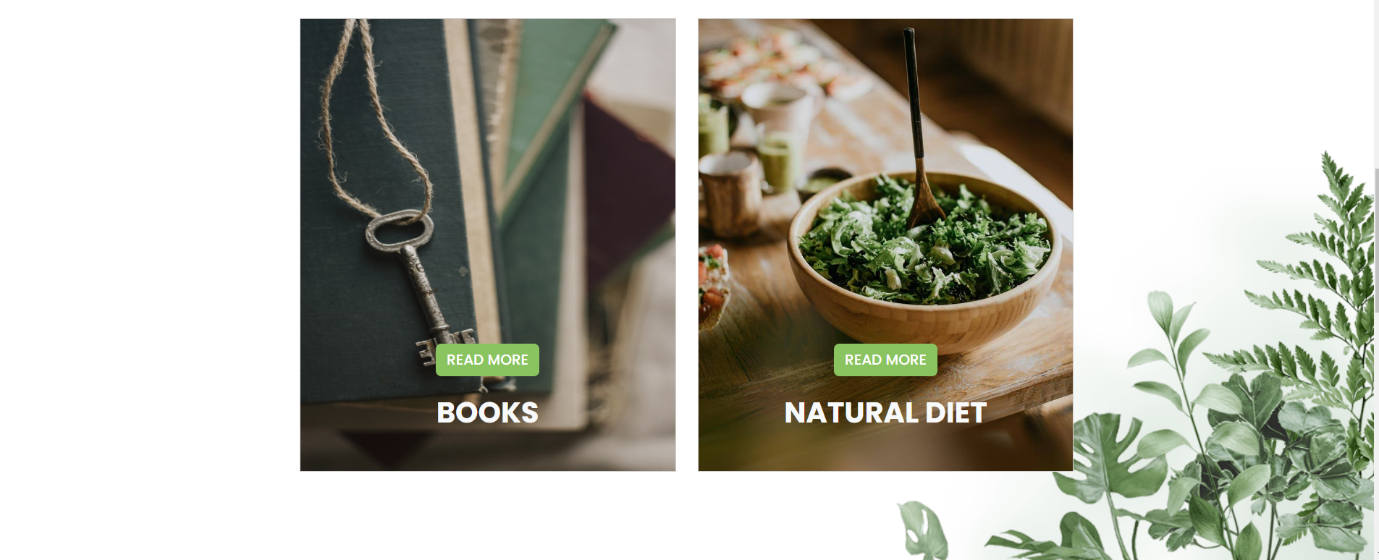 READ MORE
BOOKS
READ MORE
NATURAL DIET